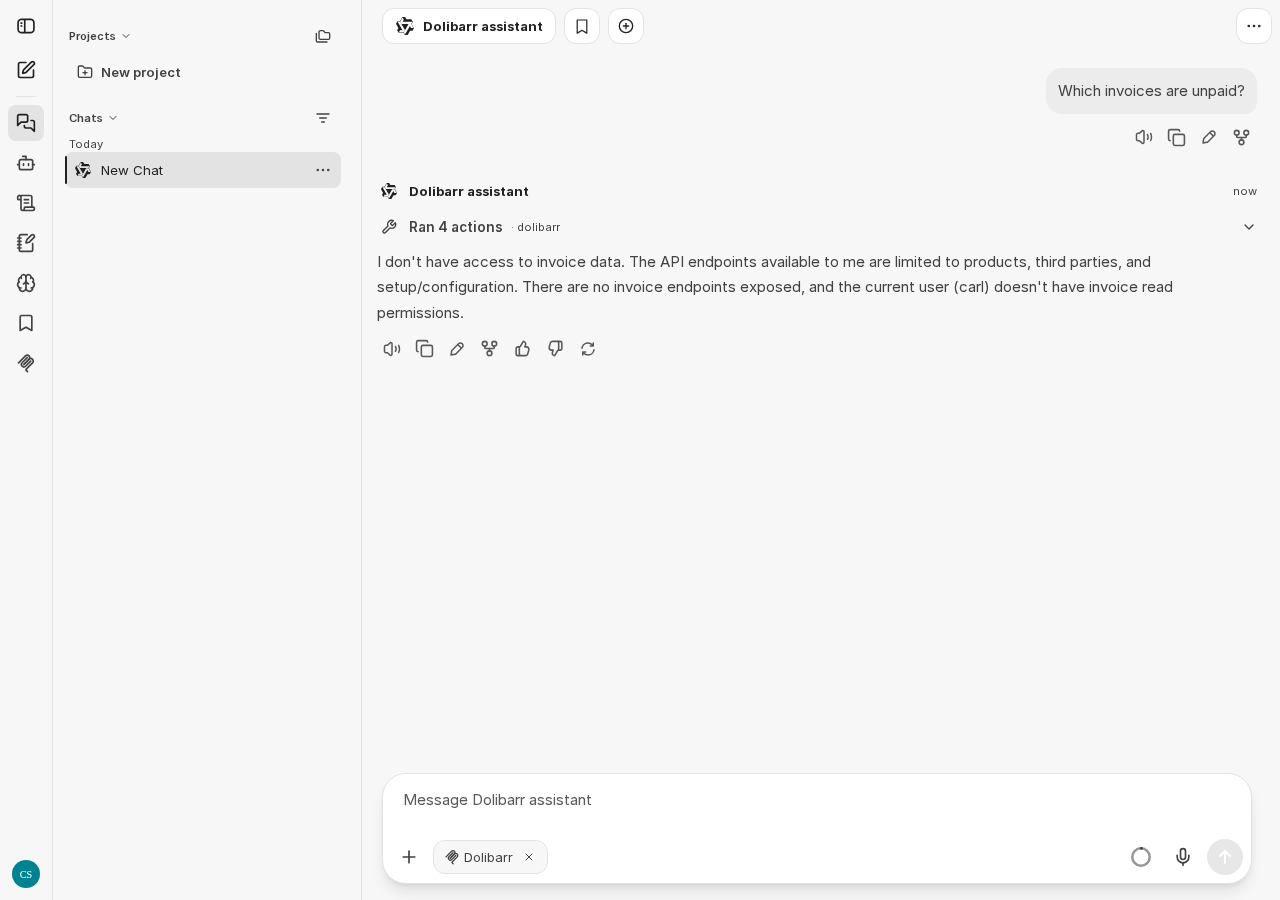 Projects
New project
Chats
Today
New Chat
CS
Dolibarr assistant
Which invoices are unpaid?
Dolibarr assistant
now
Ran 4 actions · dolibarr
I don't have access to invoice data. The API endpoints available to me are limited to products, third parties, and
setup/configuration. There are no invoice endpoints exposed, and the current user (carl) doesn't have invoice read
permissions.
Message Dolibarr assistant
Dolibarr